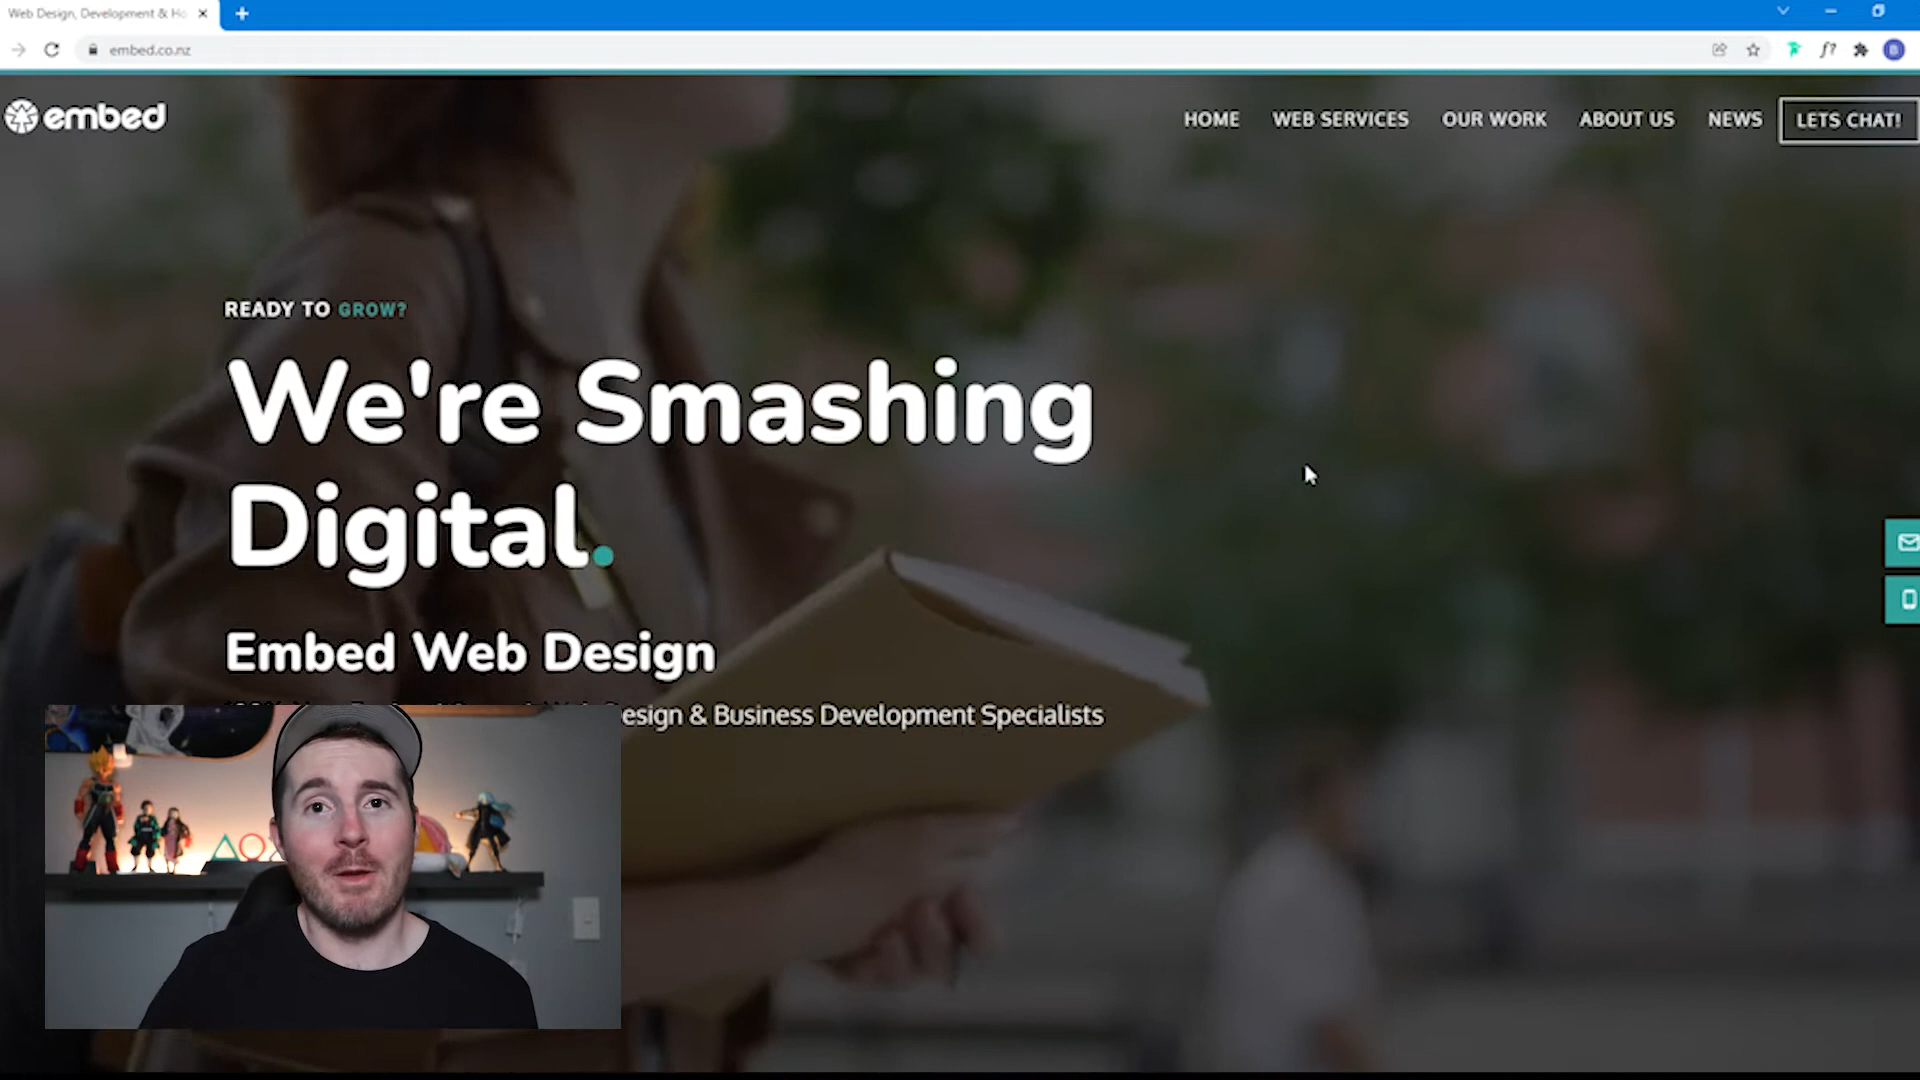 Web Design, Development & Ho
embed.co.nz
f?
B
embed
HOME
WEB SERVICES
OUR WORK
ABOUT US
NEWS
LETS CHAT!
READY TO GROW?
We're Smashing
Digital.
Embed Web Design
esign & Business Development Specialists